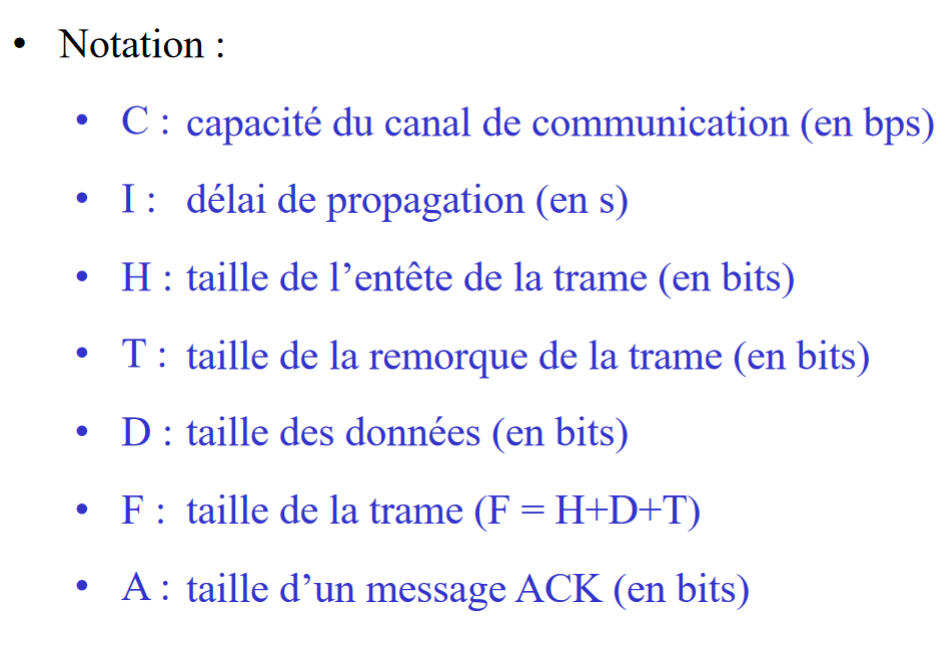 • Notation :
• C : capacité du canal de communication (en bps)
• I : délai de propagation (en s)
• H : taille de l’entête de la trame (en bits)
• T : taille de la remorque de la trame (en bits)
• D : taille des données (en bits)
• F : taille de la trame (F = H+D+T)
• A : taille d’un message ACK (en bits)